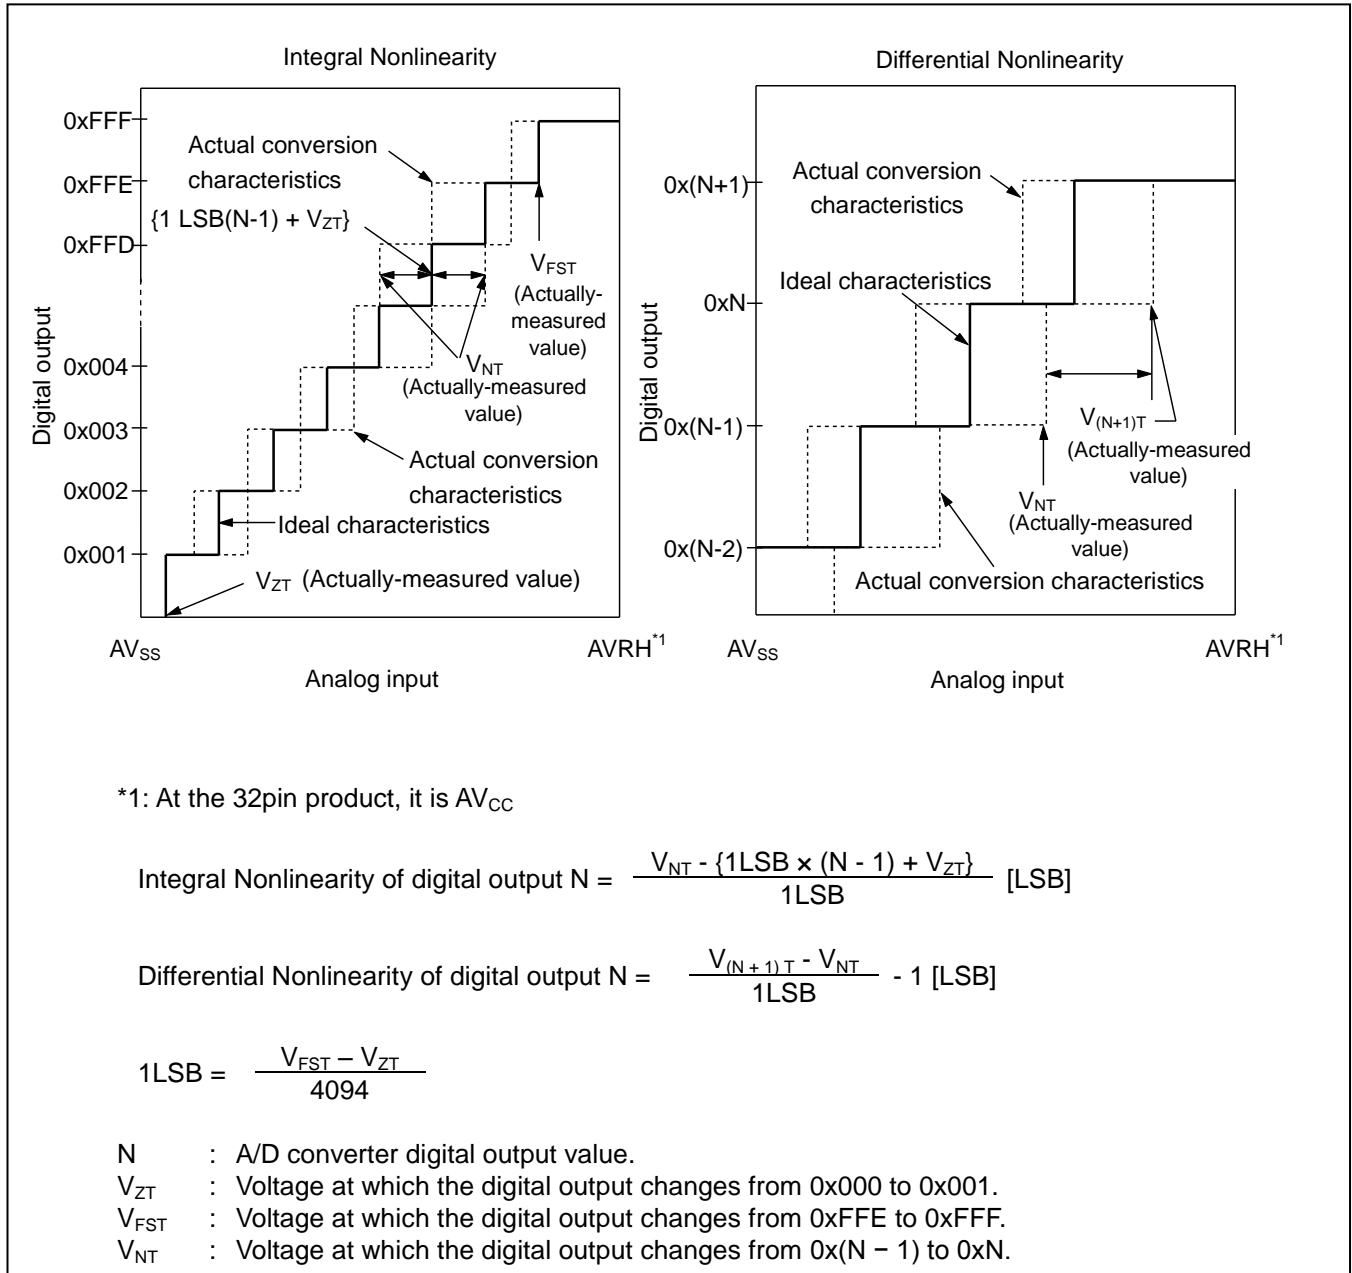 Integral Nonlinearity
0xFFF
0xFFE
0xFFD
0x004
0x003
0x002
0x001
Digital output
Actual conversion
characteristics
{1 LSB(N-1) + VZT}
VFST
(Actually-
measured
value)
VNT
(Actually-measured
value)
Actual conversion
characteristics
Ideal characteristics
VZT (Actually-measured value)
AVSS
AVRH*1
Analog input
Differential Nonlinearity
0x(N+1)
0xN
0x(N-1)
0x(N-2)
Digital output
Actual conversion
characteristics
Ideal characteristics
V(N+1)T
(Actually-measured
value)
VNT
(Actually-measured
value)
Actual conversion characteristics
AVSS
AVRH*1
Analog input
*1: At the 32pin product, it is AVCC
Integral Nonlinearity of digital output N = VNT - {1LSB × (N - 1) + VZT} [LSB]
1LSB
Differential Nonlinearity of digital output N = V(N + 1) T - VNT - 1 [LSB]
1LSB
1LSB = VFST – VZT
4094
N : A/D converter digital output value.
VZT : Voltage at which the digital output changes from 0x000 to 0x001.
VFST : Voltage at which the digital output changes from 0xFFE to 0xFFF.
VNT : Voltage at which the digital output changes from 0x(N − 1) to 0xN.